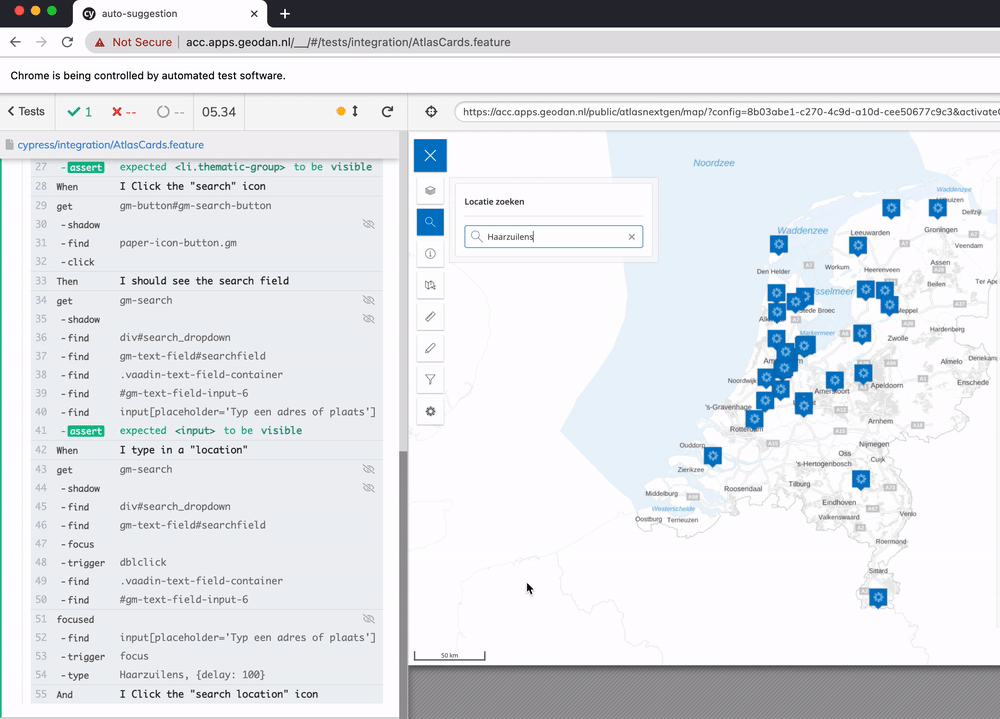 auto-suggestion
Not Secure | acc.apps.geodan.nl/__/#/tests/integration/AtlasCards.feature
Chrome is being controlled by automated test software.
< Tests ✔ 1 ✖ -- -- 05.34
https://acc.apps.geodan.nl/public/atlasnextgen/map/?config=8b03abe1-c270-4c9d-a10d-cee50677c9c3&activate
cypress/integration/AtlasCards.feature
27 -assert expected <li.thematic-group> to be visible
28 When I Click the "search" icon
29 get gm-button#gm-search-button
30 -shadow
31 -find paper-icon-button.gm
32 -click
33 Then I should see the search field
34 get gm-search
35 -shadow
36 -find div#search_dropdown
37 -find gm-text-field#searchfield
38 -find .vaadin-text-field-container
39 -find #gm-text-field-input-6
40 -find input[placeholder='Typ een adres of plaats']
41 -assert expected <input> to be visible
42 When I type in a "location"
43 get gm-search
44 -shadow
45 -find div#search_dropdown
46 -find gm-text-field#searchfield
47 -focus
48 -trigger dblclick
49 -find .vaadin-text-field-container
50 -find #gm-text-field-input-6
51 focused
52 -find input[placeholder='Typ een adres of plaats']
53 -trigger focus
54 -type Haarzuilens, {delay: 100}
55 And I Click the "search location" icon
Locatie zoeken
Haarzuilens
Noordzee
Waddenzee
Delfzij
Groningen
Leeuwarden
Waddenzee
Veendam
Assen
Den Helder
Workum
Heerenveen
Beilen
Ter Ape
Stede Broec
Meppel
Hardenberg
Markermeer
Zwolle
Almelo
Denekam
Enschede
Noordwijk
Amersfoort
Apeldoorn
's-Gravenhage
Arnhem
Rotterdam
Nijmegen
Ouddorp
Oss
Cuijk
Zierikzee
's-Hertogenbosch
Tilburg
Roosendaal
Middelburg
Eindhoven
Westerschelde
Venlo
Valkenswaard
Oostburg Terneuzen
Roermond
Sittard
50 km